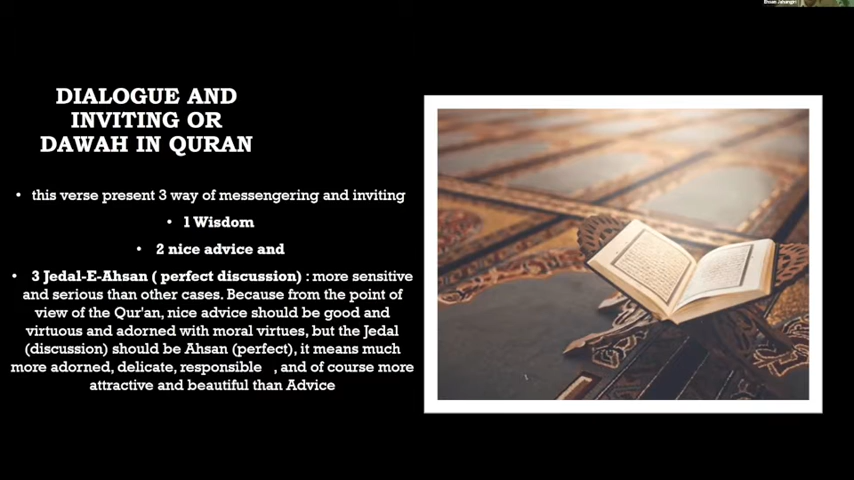 Ehsan Jahangiri
DIALOGUE AND
INVITING OR
DAWAH IN QURAN
• this verse present 3 way of messengering and inviting
• 1 Wisdom
• 2 nice advice and
• 3 Jedal-E-Ahsan ( perfect discussion) : more sensitive
and serious than other cases. Because from the point of
view of the Qur'an, nice advice should be good and
virtuous and adorned with moral virtues, but the Jedal
(discussion) should be Ahsan (perfect), it means much
more adorned, delicate, responsible , and of course more
attractive and beautiful than Advice